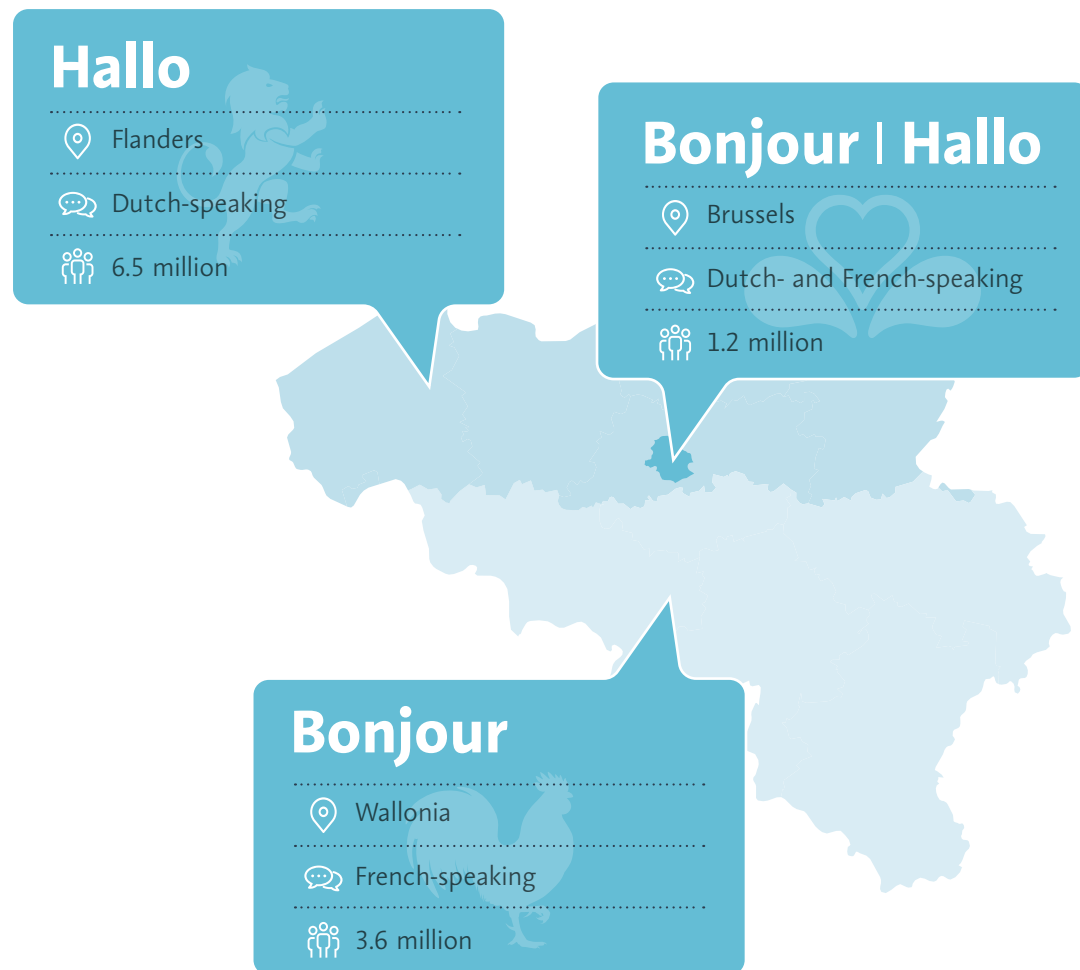 Hallo
Flanders
Dutch-speaking
6.5 million
Bonjour | Hallo
Brussels
Dutch- and French-speaking
1.2 million
Bonjour
Wallonia
French-speaking
3.6 million